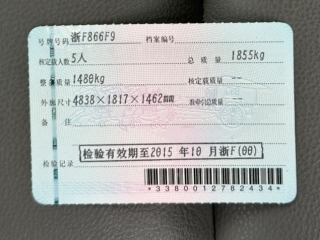 号牌号码 浙F866F9 档案编号
核定载人数 5人 总质量 1855kg
整备质量 1480kg 核定载质量 --
外廓尺寸 4838×1817×1462mm 准牵引总质量 --
备注
检验有效期至2015年10月浙F(00)
检验记录
*3380012782434*